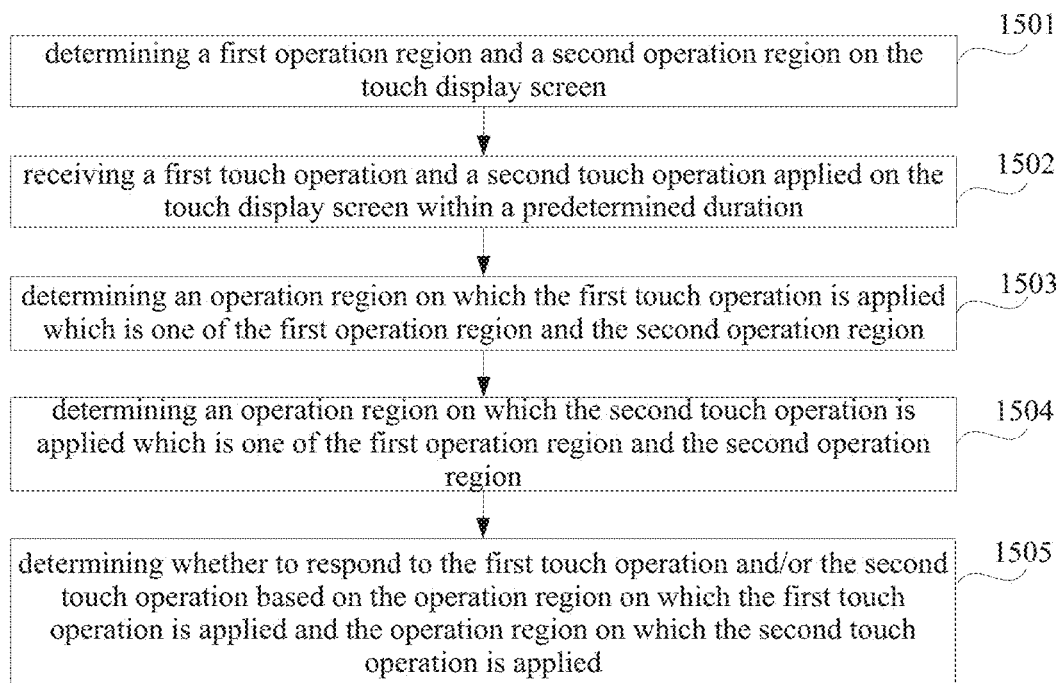 1501
determining a first operation region and a second operation region on the
touch display screen
1502
receiving a first touch operation and a second touch operation applied on the
touch display screen within a predetermined duration
1503
determining an operation region on which the first touch operation is applied
which is one of the first operation region and the second operation region
1504
determining an operation region on which the second touch operation is
applied which is one of the first operation region and the second operation
region
1505
determining whether to respond to the first touch operation and/or the second
touch operation based on the operation region on which the first touch
operation is applied and the operation region on which the second touch
operation is applied